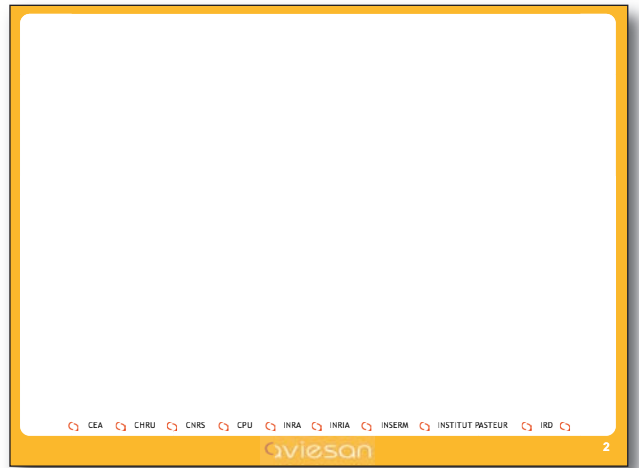 CEA CHRU CNRS CPU INRA INRIA INSERM INSTITUT PASTEUR IRD
aviesan
2